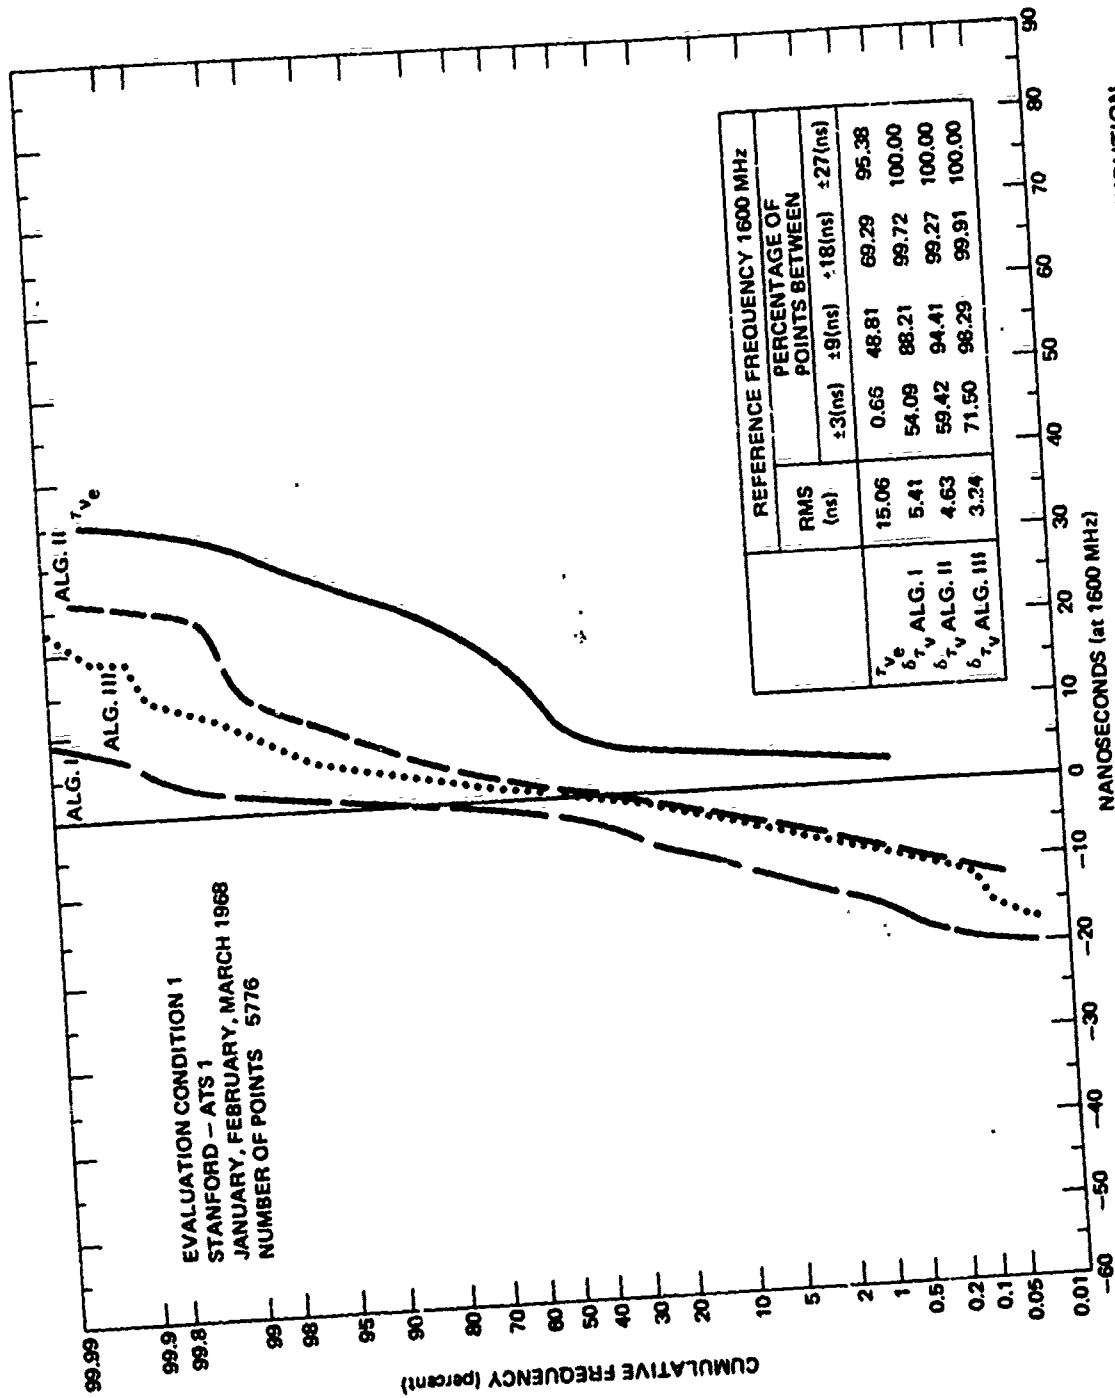 EVALUATION CONDITION 1
STANFORD – ATS 1
JANUARY, FEBRUARY, MARCH 1968
NUMBER OF POINTS 5776
ALG. I
ALG. III
ALG. II
τνe
CUMULATIVE FREQUENCY (percent)
99.99
99.9
99.8
99
98
95
90
80
70
60
50
40
30
20
10
5
2
1
0.5
0.2
0.1
0.05
0.01
REFERENCE FREQUENCY 1600 MHz
RMS (ns) PERCENTAGE OF POINTS BETWEEN
±3(ns) ±9(ns) ±18(ns) ±27(ns)
τνe 15.06 0.66 48.81 69.29 95.38
δτν ALG. I 5.41 54.09 88.21 99.72 100.00
δτν ALG. II 4.63 59.42 94.41 99.27 100.00
δτν ALG. III 3.24 71.50 98.29 99.91 100.00
–60 –50 –40 –30 –20 –10 0 10 20 30 40 50 60 70 80 90
NANOSECONDS (at 1600 MHz)